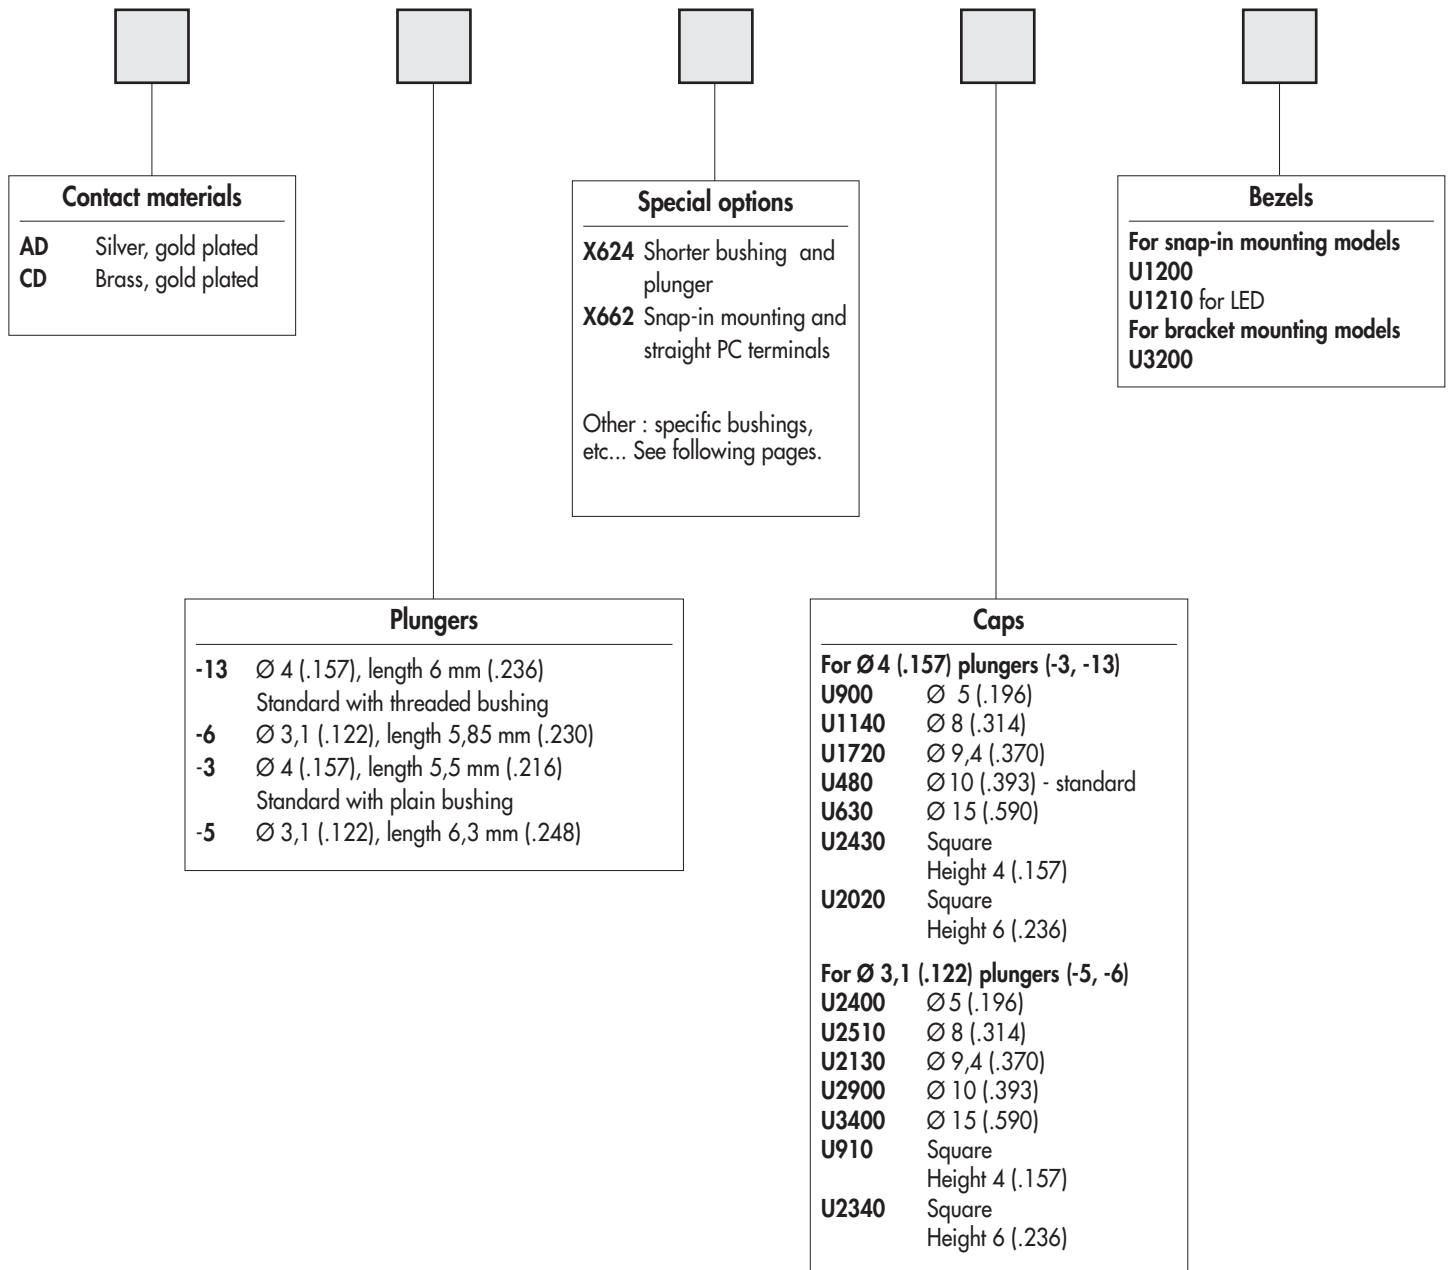 Contact materials
AD Silver, gold plated
CD Brass, gold plated
Plungers
-13 Ø 4 (.157), length 6 mm (.236)
Standard with threaded bushing
-6 Ø 3,1 (.122), length 5,85 mm (.230)
-3 Ø 4 (.157), length 5,5 mm (.216)
Standard with plain bushing
-5 Ø 3,1 (.122), length 6,3 mm (.248)
Special options
X624 Shorter bushing and
plunger
X662 Snap-in mounting and
straight PC terminals
Other : specific bushings,
etc... See following pages.
Caps
For Ø 4 (.157) plungers (-3, -13)
U900 Ø 5 (.196)
U1140 Ø 8 (.314)
U1720 Ø 9,4 (.370)
U480 Ø 10 (.393) - standard
U630 Ø 15 (.590)
U2430 Square
Height 4 (.157)
U2020 Square
Height 6 (.236)
For Ø 3,1 (.122) plungers (-5, -6)
U2400 Ø 5 (.196)
U2510 Ø 8 (.314)
U2130 Ø 9,4 (.370)
U2900 Ø 10 (.393)
U3400 Ø 15 (.590)
U910 Square
Height 4 (.157)
U2340 Square
Height 6 (.236)
Bezels
For snap-in mounting models
U1200
U1210 for LED
For bracket mounting models
U3200